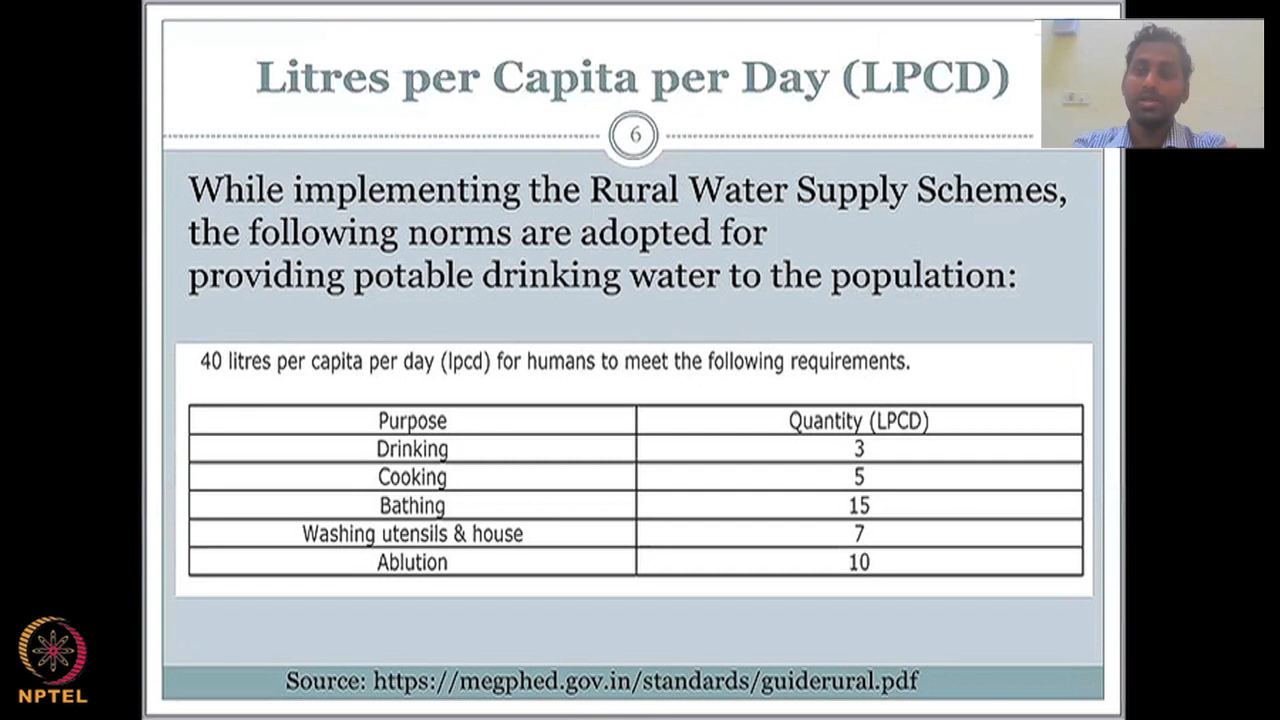 Litres per Capita per Day (LPCD)
6
While implementing the Rural Water Supply Schemes,
the following norms are adopted for
providing potable drinking water to the population:
40 litres per capita per day (lpcd) for humans to meet the following requirements.
Purpose Quantity (LPCD)
Drinking 3
Cooking 5
Bathing 15
Washing utensils & house 7
Ablution 10
Source: https://megphed.gov.in/standards/guiderural.pdf
NPTEL